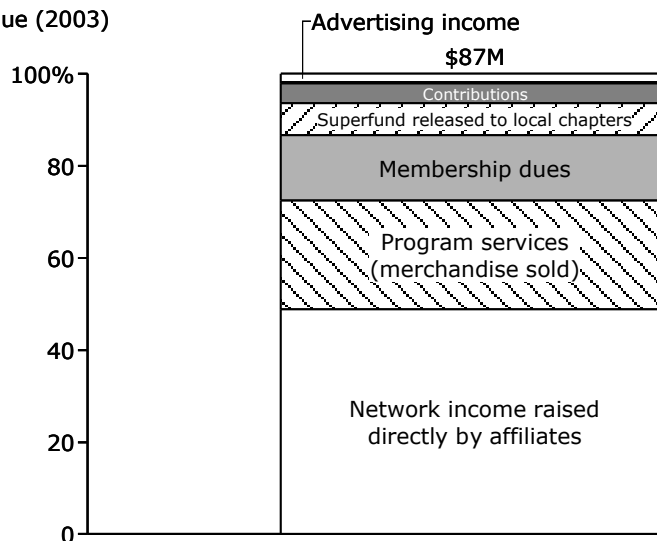 ue (2003)
Advertising income
$87M
100%
Contributions
Superfund released to local chapters
80
Membership dues
Program services
(merchandise sold)
60
40
Network income raised
directly by affiliates
20
0